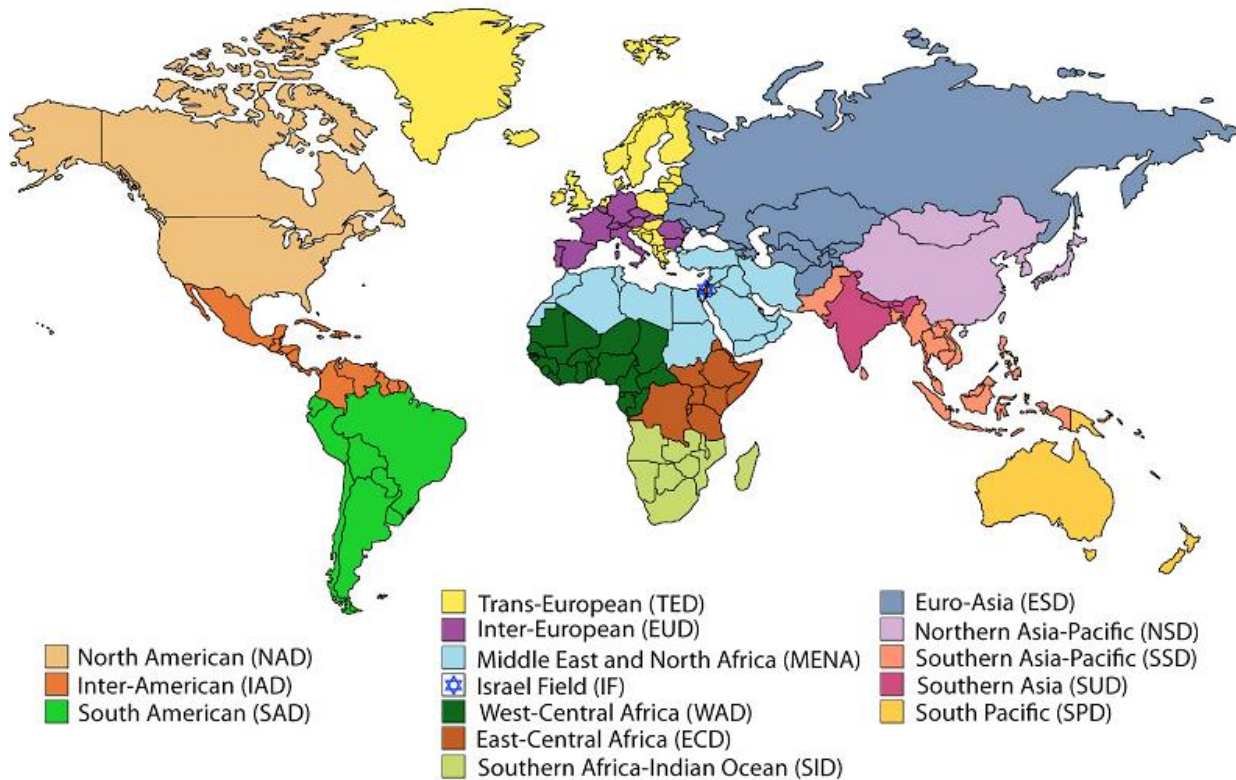 North American (NAD)
Inter-American (IAD)
South American (SAD)
Trans-European (TED)
Inter-European (EUD)
Middle East and North Africa (MENA)
Israel Field (IF)
West-Central Africa (WAD)
East-Central Africa (ECD)
Southern Africa-Indian Ocean (SID)
Euro-Asia (ESD)
Northern Asia-Pacific (NSD)
Southern Asia-Pacific (SSD)
Southern Asia (SUD)
South Pacific (SPD)